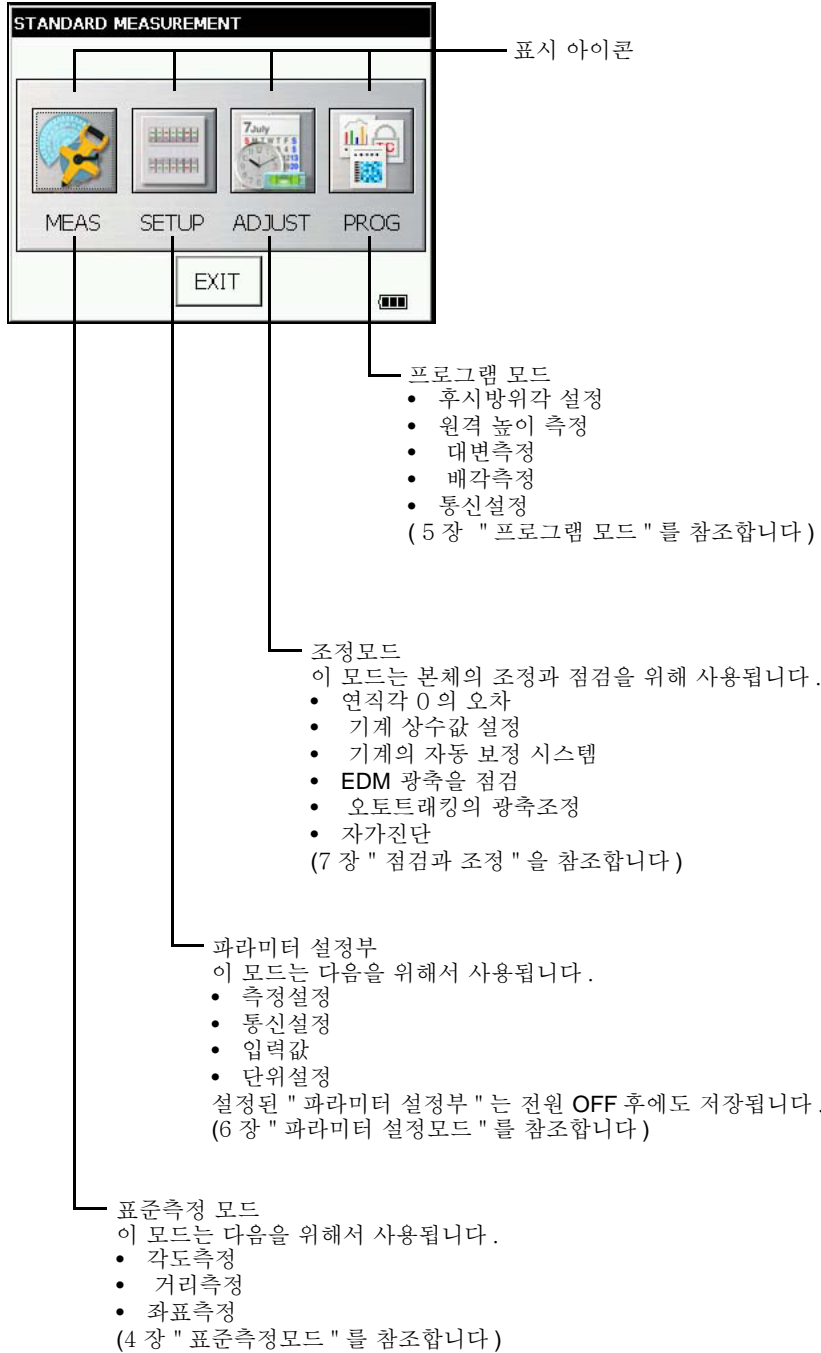 STANDARD MEASUREMENT
표시 아이콘
7 July
S M T W T F S
TC
MEAS SETUP ADJUST PROG
EXIT
프로그램 모드
• 후시방위각 설정
• 원격 높이 측정
• 대변측정
• 배각측정
• 통신설정
( 5 장 " 프로그램 모드 " 를 참조합니다 )
조정모드
이 모드는 본체의 조정과 점검을 위해 사용됩니다 .
• 연직각 0 의 오차
• 기계 상수값 설정
• 기계의 자동 보정 시스템
• EDM 광축을 점검
• 오토트래킹의 광축조정
• 자가진단
(7 장 " 점검과 조정 " 을 참조합니다 )
파라미터 설정부
이 모드는 다음을 위해서 사용됩니다 .
• 측정설정
• 통신설정
• 입력값
• 단위설정
설정된 " 파라미터 설정부 " 는 전원 OFF 후에도 저장됩니다 .
(6 장 " 파라미터 설정모드 " 를 참조합니다 )
표준측정 모드
이 모드는 다음을 위해서 사용됩니다 .
• 각도측정
• 거리측정
• 좌표측정
(4 장 " 표준측정모드 " 를 참조합니다 )